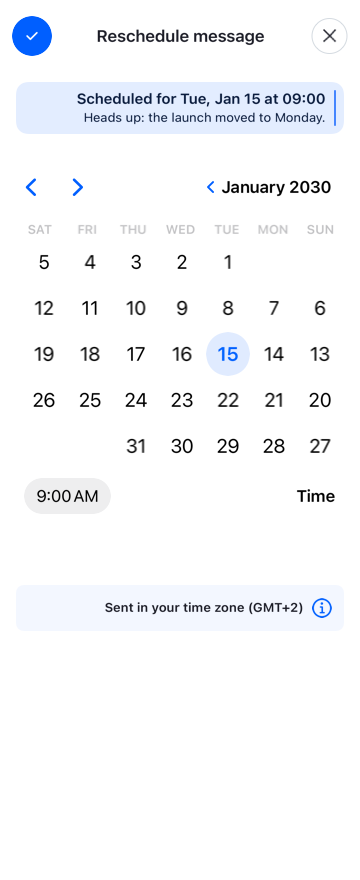 Reschedule message
Scheduled for Tue, Jan 15 at 09:00
Heads up: the launch moved to Monday.
January 2030
SAT FRI THU WED TUE MON SUN
5 4 3 2 1
12 11 10 9 8 7 6
19 18 17 16 15 14 13
26 25 24 23 22 21 20
31 30 29 28 27
9:00 AM Time
Sent in your time zone (GMT+2)